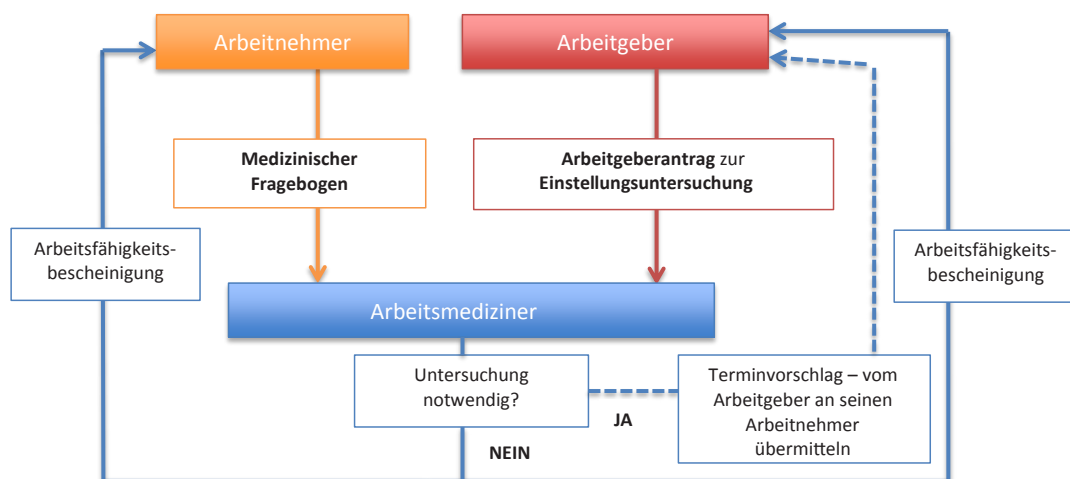 Arbeitnehmer
Arbeitgeber
Medizinischer
Fragebogen
Arbeitgeberantrag zur
Einstellungsuntersuchung
Arbeitsfähigkeits-
bescheinigung
Arbeitsfähigkeits-
bescheinigung
Arbeitsmediziner
Untersuchung
notwendig?
JA
NEIN
Terminvorschlag – vom
Arbeitgeber an seinen
Arbeitnehmer
übermitteln